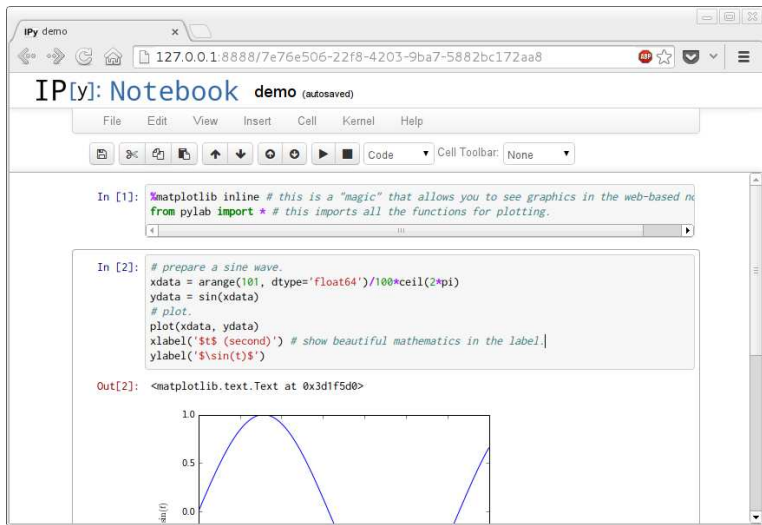 IPy demo
127.0.0.1:8888/7e76e506-22f8-4203-9ba7-5882bc172aa8
ABP
IP[y]: Notebook demo (autosaved)
File Edit View Insert Cell Kernel Help
Code Cell Toolbar: None
In [1]: %matplotlib inline # this is a "magic" that allows you to see graphics in the web-based
from pylab import * # this imports all the functions for plotting.
In [2]: # prepare a sine wave.
xdata = arange(101, dtype='float64')/100*ceil(2*pi)
ydata = sin(xdata)
# plot.
plot(xdata, ydata)
xlabel('$t$ (second)') # show beautiful mathematics in the label.
ylabel('$\sin(t)$')
Out[2]: <matplotlib.text.Text at 0x3d1f5d0>
1.0
0.5
0.0
sin(t)